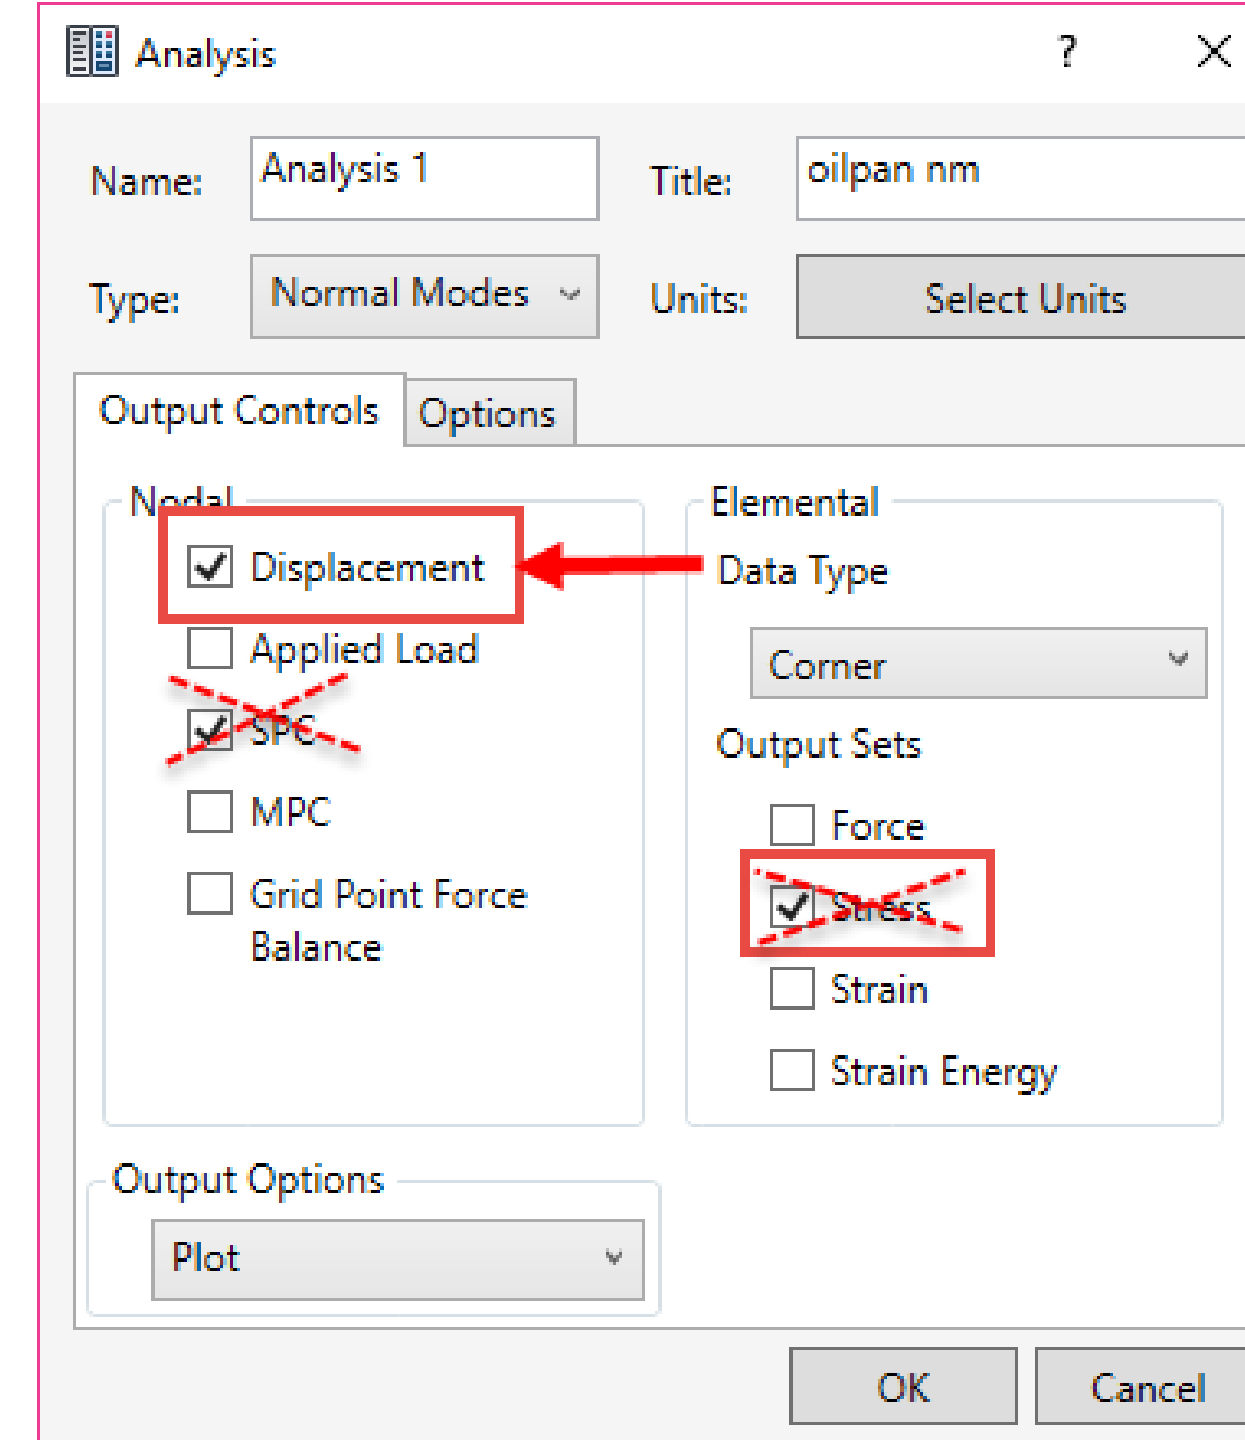 Analysis ?
Name: Analysis 1 Title: oilpan nm
Type: Normal Modes Units: Select Units
Output Controls Options
Nodal
Displacement
Applied Load
SPC
MPC
Grid Point Force
Balance
Elemental
Data Type
Corner
Output Sets
Force
Stress
Strain
Strain Energy
Output Options
Plot
OK Cancel